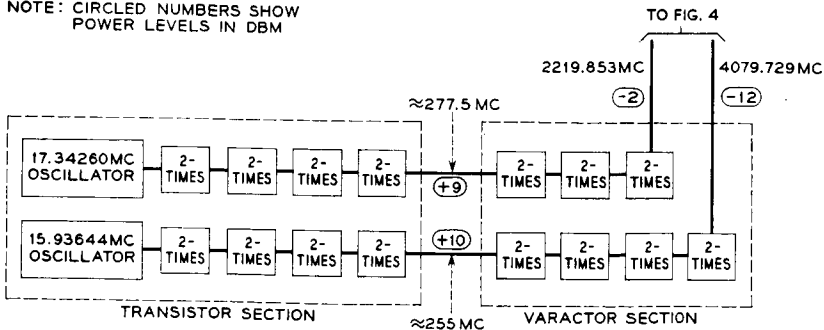 NOTE: CIRCLED NUMBERS SHOW
POWER LEVELS IN DBM
TO FIG. 4
2219.853MC
4079.729MC
-2
-12
≈277.5 MC
17.34260MC
OSCILLATOR
2-
TIMES
2-
TIMES
2-
TIMES
2-
TIMES
+9
2-
TIMES
2-
TIMES
2-
TIMES
15.93644MC
OSCILLATOR
2-
TIMES
2-
TIMES
2-
TIMES
2-
TIMES
+10
2-
TIMES
2-
TIMES
2-
TIMES
2-
TIMES
TRANSISTOR SECTION
≈255 MC
VARACTOR SECTION